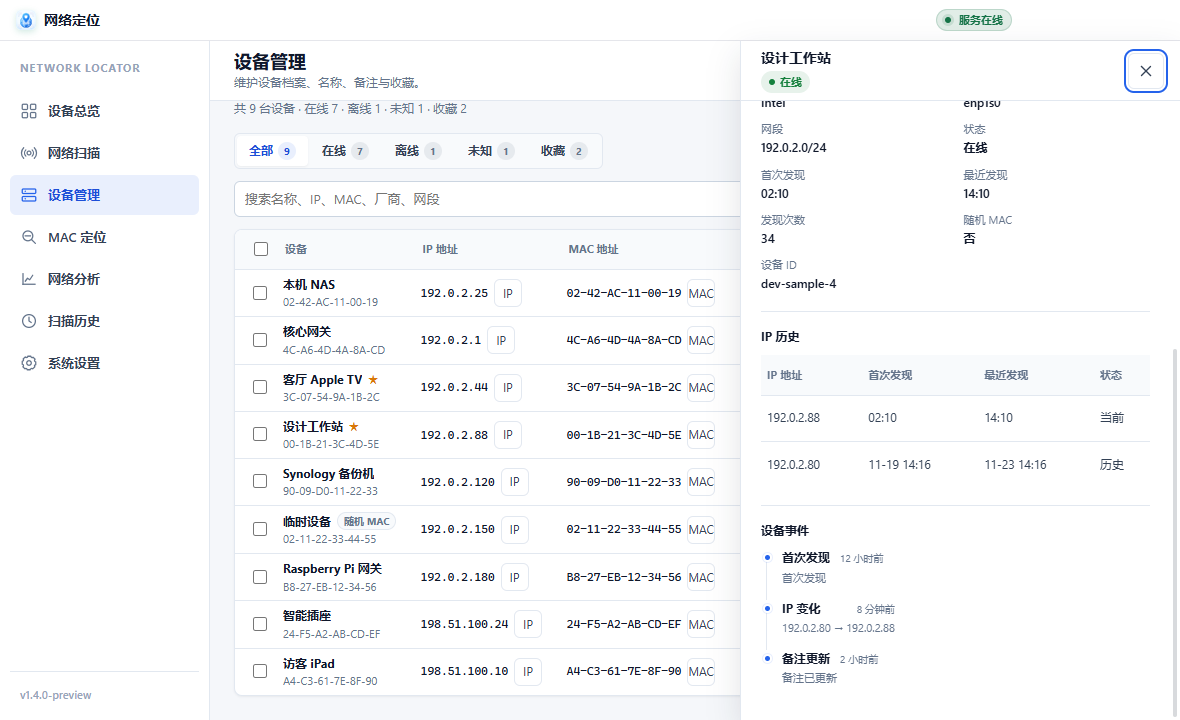 网络定位
服务在线
NETWORK LOCATOR
设备总览
网络扫描
设备管理
MAC 定位
网络分析
扫描历史
系统设置
v1.4.0-preview
设备管理
维护设备档案、名称、备注与收藏。
共 9 台设备 · 在线 7 · 离线 1 · 未知 1 · 收藏 2
全部 9 在线 7 离线 1 未知 1 收藏 2
搜索名称、IP、MAC、厂商、网段
设备 IP 地址 MAC 地址
本机 NAS
02-42-AC-11-00-19
192.0.2.25 IP 02-42-AC-11-00-19 MAC
核心网关
4C-A6-4D-4A-8A-CD
192.0.2.1 IP 4C-A6-4D-4A-8A-CD MAC
客厅 Apple TV ★
3C-07-54-9A-1B-2C
192.0.2.44 IP 3C-07-54-9A-1B-2C MAC
设计工作站 ★
00-1B-21-3C-4D-5E
192.0.2.88 IP 00-1B-21-3C-4D-5E MAC
Synology 备份机
90-09-D0-11-22-33
192.0.2.120 IP 90-09-D0-11-22-33 MAC
临时设备 随机 MAC
02-11-22-33-44-55
192.0.2.150 IP 02-11-22-33-44-55 MAC
Raspberry Pi 网关
B8-27-EB-12-34-56
192.0.2.180 IP B8-27-EB-12-34-56 MAC
智能插座
24-F5-A2-AB-CD-EF
198.51.100.24 IP 24-F5-A2-AB-CD-EF MAC
访客 iPad
A4-C3-61-7E-8F-90
198.51.100.10 IP A4-C3-61-7E-8F-90 MAC
设计工作站
在线
Intel enp1s0
网段 状态
192.0.2.0/24 在线
首次发现 最近发现
02:10 14:10
发现次数 随机 MAC
34 否
设备 ID
dev-sample-4
IP 历史
IP 地址 首次发现 最近发现 状态
192.0.2.88 02:10 14:10 当前
192.0.2.80 11-19 14:16 11-23 14:16 历史
设备事件
首次发现 12 小时前
首次发现
IP 变化 8 分钟前
192.0.2.80 → 192.0.2.88
备注更新 2 小时前
备注已更新